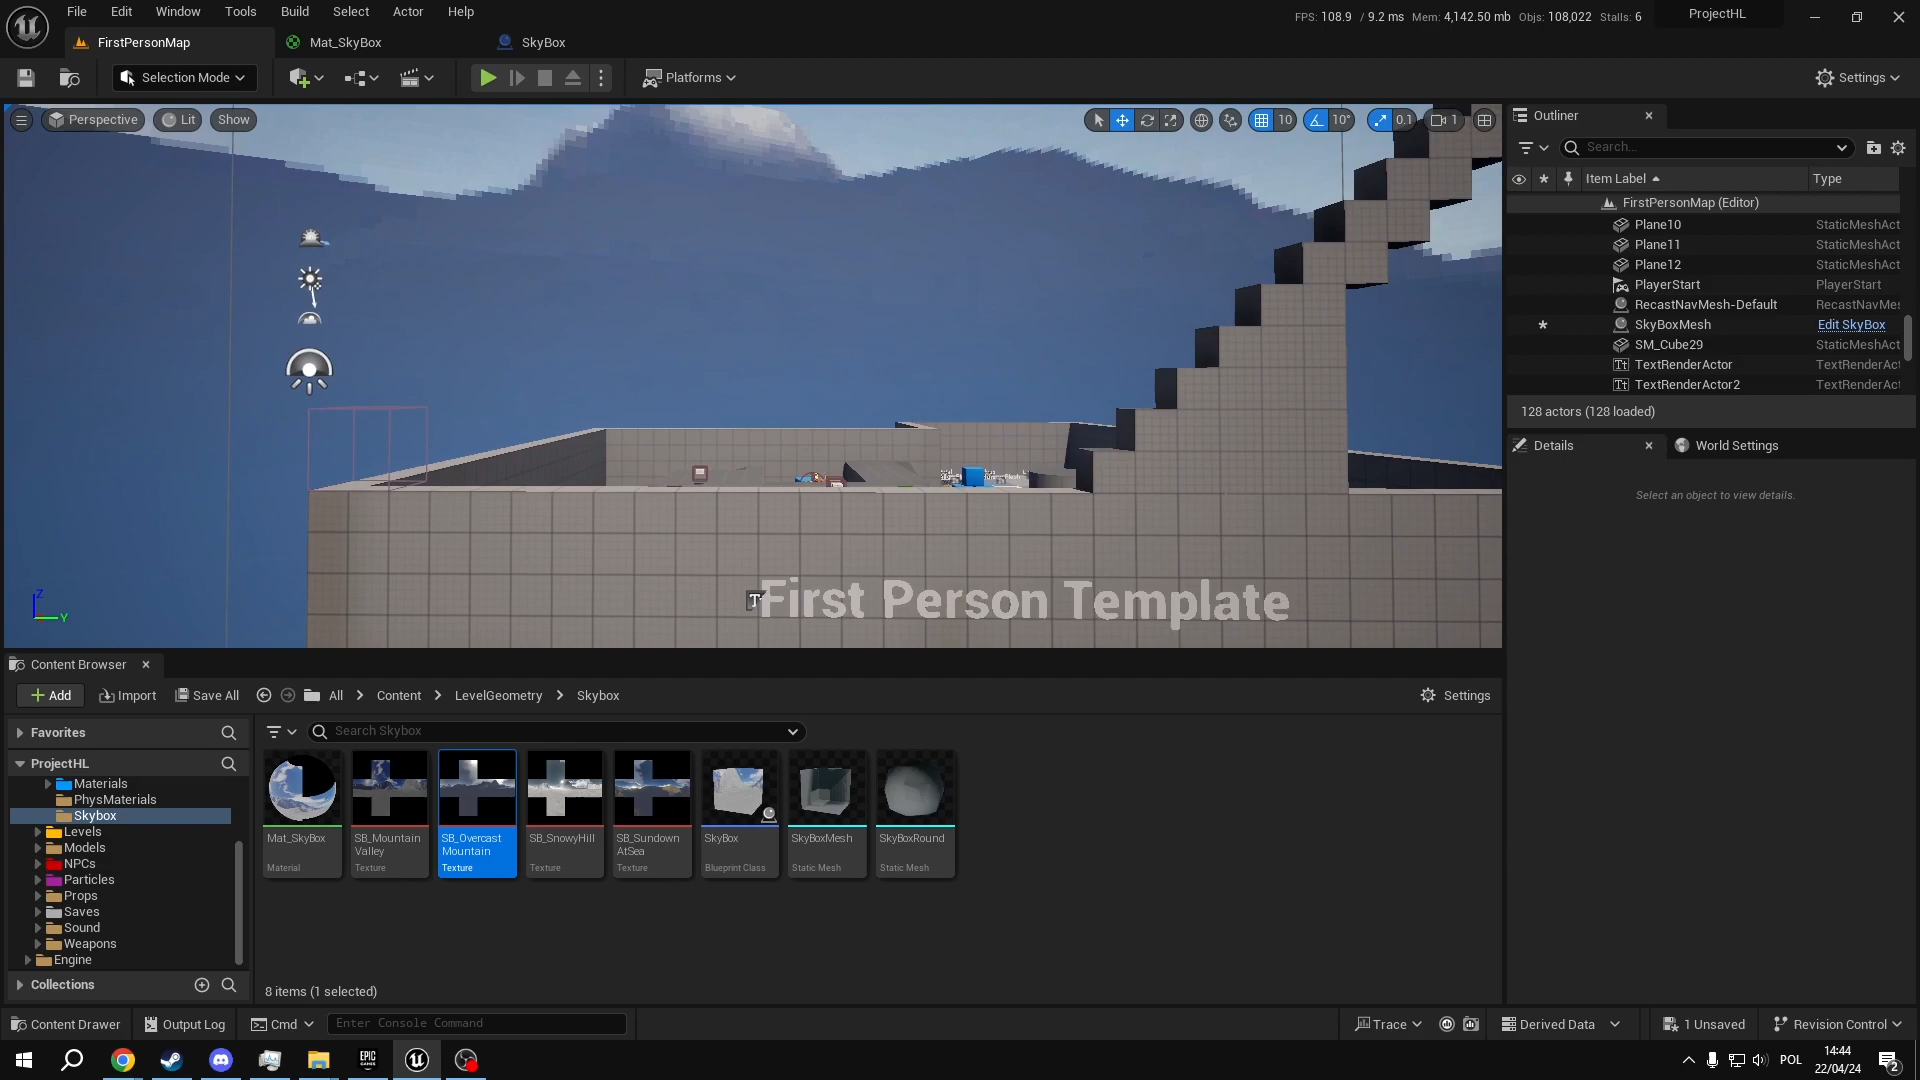 File Edit Window Tools Build Select Actor Help
FPS: 108.9 / 9.2 ms Mem: 4,142.50 mb Objs: 108,022 Stalls: 6
ProjectHL
FirstPersonMap
Mat_SkyBox
SkyBox
Selection Mode
Platforms
Settings
Perspective
Lit
Show
10
10°
0.1
1
First Person Template
Z
Y
Outliner
Search...
Item Label
Type
FirstPersonMap (Editor)
Plane10 StaticMeshAct
Plane11 StaticMeshAct
Plane12 StaticMeshAct
PlayerStart PlayerStart
RecastNavMesh-Default RecastNavMes
SkyBoxMesh Edit SkyBox
SM_Cube29 StaticMeshAct
TextRenderActor TextRenderAct
TextRenderActor2 TextRenderAct
128 actors (128 loaded)
Details
World Settings
Select an object to view details.
Content Browser
Add
Import
Save All
All
Content
LevelGeometry
Skybox
Settings
Favorites
ProjectHL
Materials
PhysMaterials
Skybox
Levels
Models
NPCs
Particles
Props
Saves
Sound
Weapons
Engine
Collections
Search Skybox
Mat_SkyBox
Material
SB_Mountain
Valley
Texture
SB_Overcast
Mountain
Texture
SB_SnowyHill
Texture
SB_Sundown
AtSea
Texture
SkyBox
Blueprint Class
SkyBoxMesh
Static Mesh
SkyBoxRound
Static Mesh
8 items (1 selected)
Content Drawer
Output Log
Cmd
Enter Console Command
Trace
Derived Data
1 Unsaved
Revision Control
EPIC
GAMES
POL
14:44
22/04/24
2